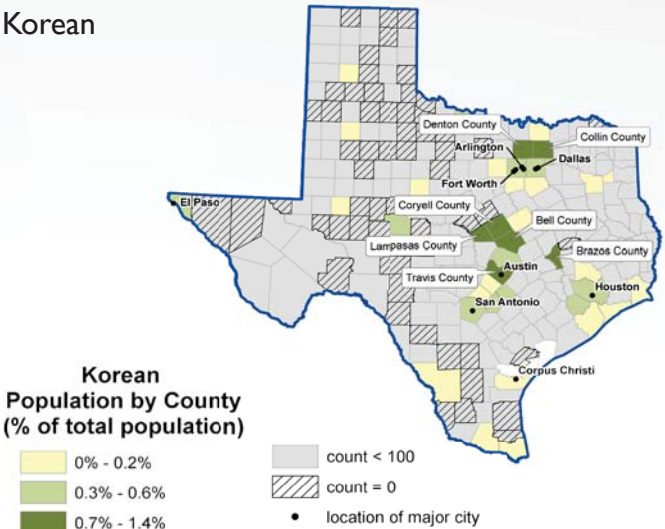 Korean
Denton County
Collin County
Arlington
Dallas
Fort Worth
El Paso
Coryell County
Bell County
Lampasas County
Brazos County
Travis County
Austin
Houston
San Antonio
Corpus Christi
Korean
Population by County
(% of total population)
0% - 0.2%
0.3% - 0.6%
0.7% - 1.4%
count < 100
count = 0
location of major city